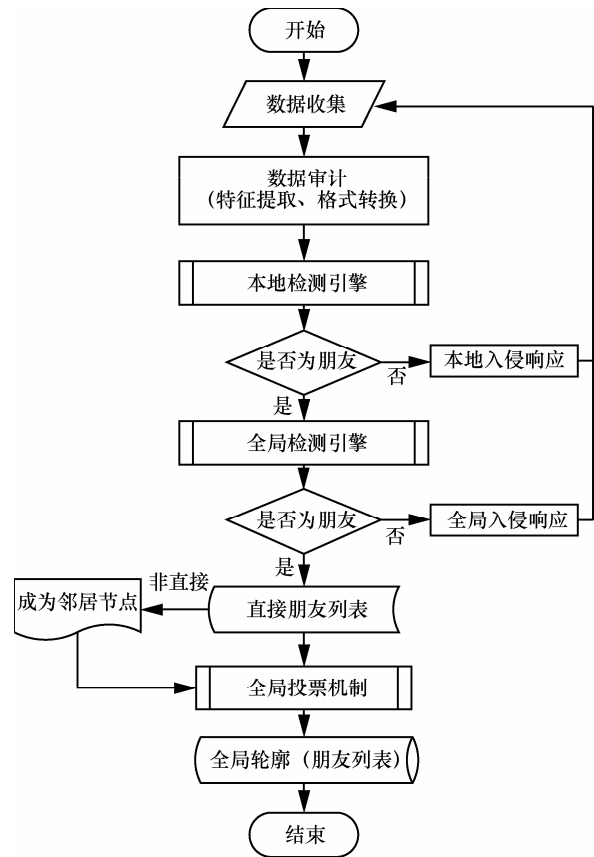 开始
数据收集
数据审计
（特征提取、格式转换）
本地检测引擎
是否为朋友
否
本地入侵响应
是
全局检测引擎
是否为朋友
否
全局入侵响应
是
非直接
成为邻居节点
直接朋友列表
全局投票机制
全局轮廓（朋友列表）
结束